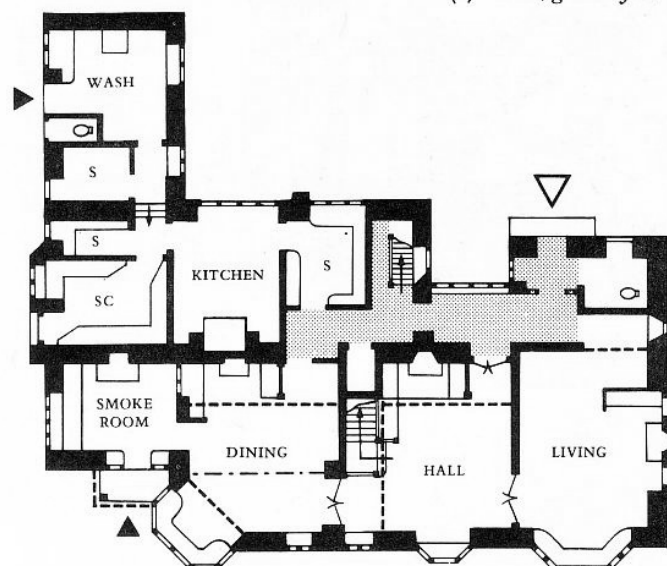 WASH
S
S
KITCHEN
S
SC
SMOKE
ROOM
DINING
HALL
LIVING